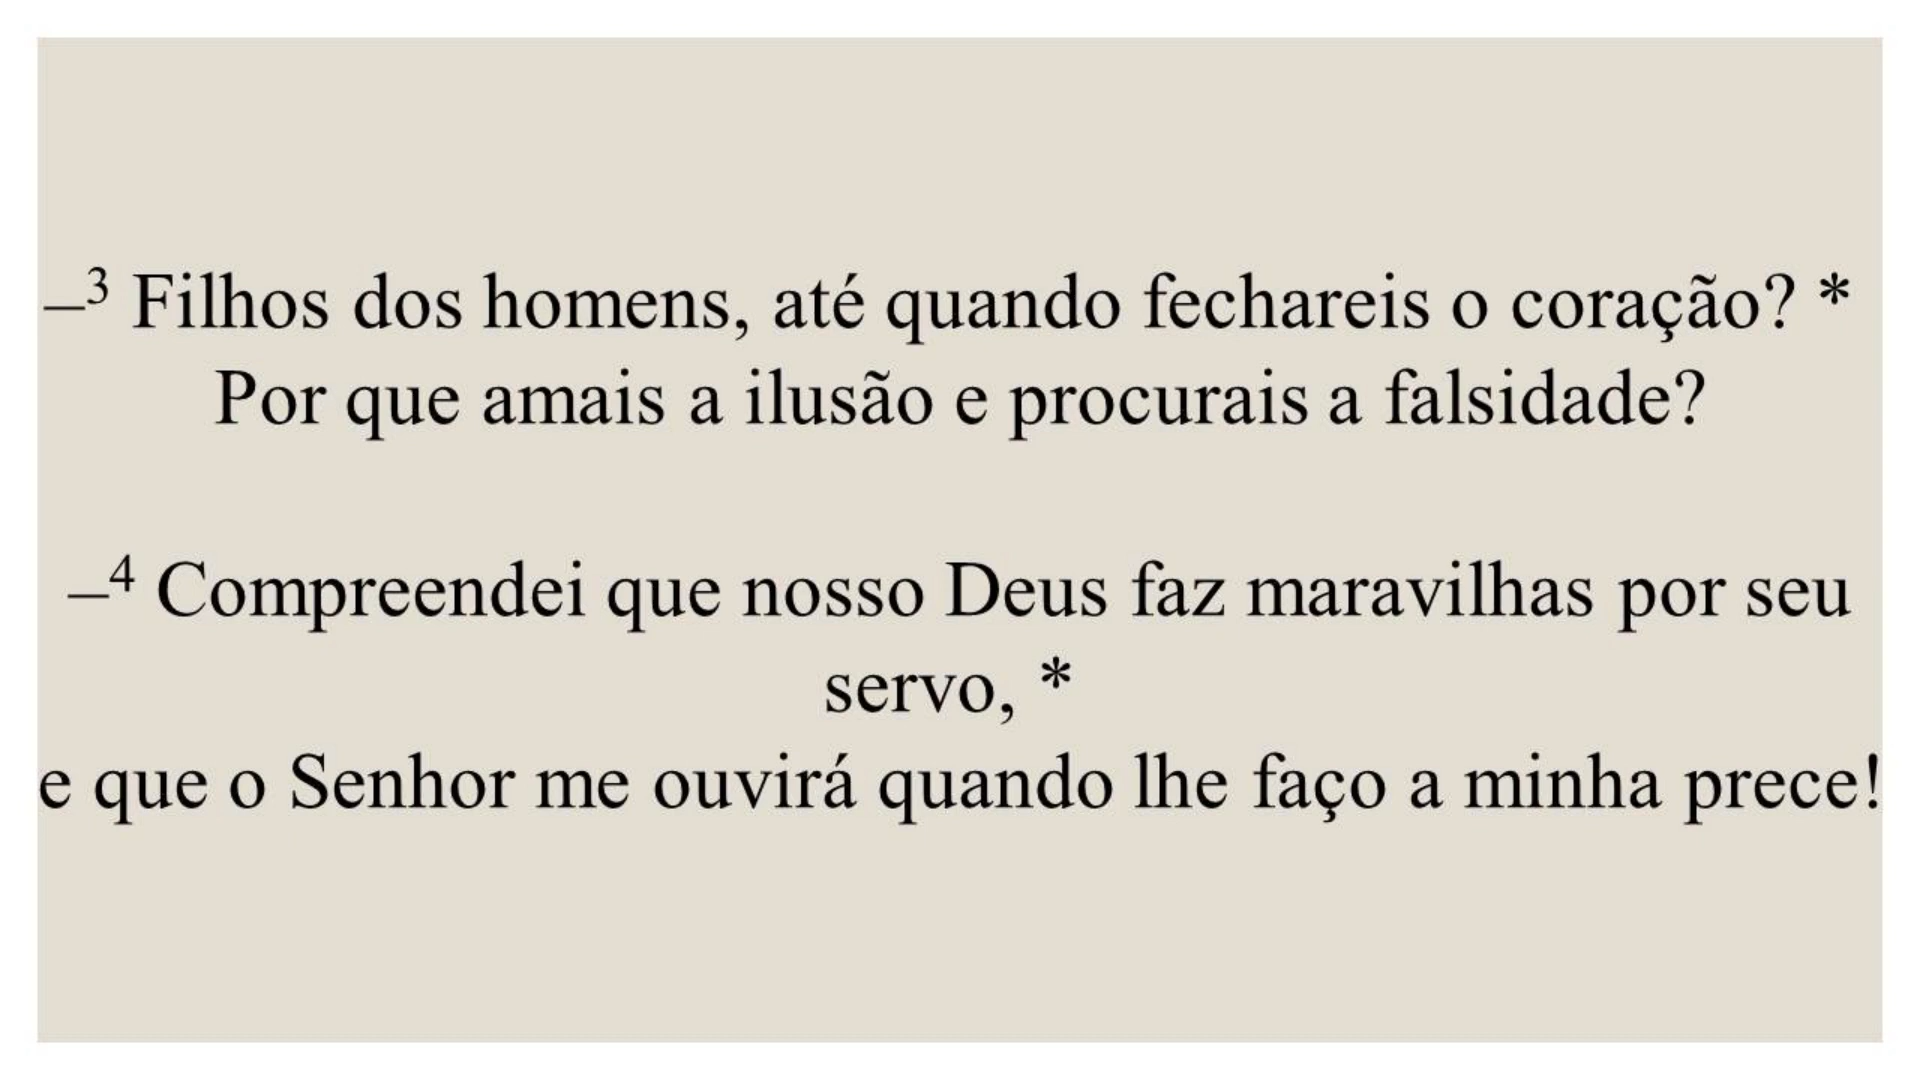 –³ Filhos dos homens, até quando fechareis o coração? *
Por que amais a ilusão e procurais a falsidade?
–⁴ Compreendei que nosso Deus faz maravilhas por seu
servo, *
e que o Senhor me ouvirá quando lhe faço a minha prece!